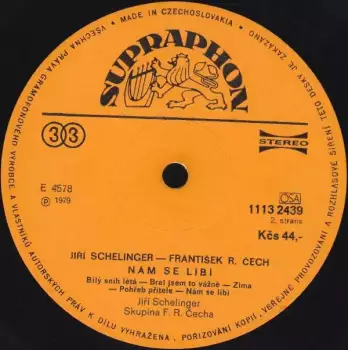 MADE IN CZECHOSLOVAKIA • VŠECHNA PRÁVA GRAMOFONOVÉHO VÝROBCE A VLASTNÍKŮ AUTORSKÝCH PRÁV K DÍLU VYHRAŽENA. POŘIZOVÁNÍ KOPIÍ, VEŘEJNÉ PROVOZOVÁNÍ A ROZHLASOVÉ ŠÍŘENÍ TÉTO DESKY JE ZAKÁZÁNO
SUPRAPHON
33
STEREO
E 4578
Ⓟ 1979
OSA
1113 2439
2. strana
Kčs 44,-
JIŘÍ SCHELINGER — FRANTIŠEK R. ČECH
NÁM SE LÍBÍ
Bílý sníh létá — Bral jsem to vážně — Zima
— Pohřeb přítele — Nám se líbí
Jiří Schelinger
Skupina F. R. Čecha